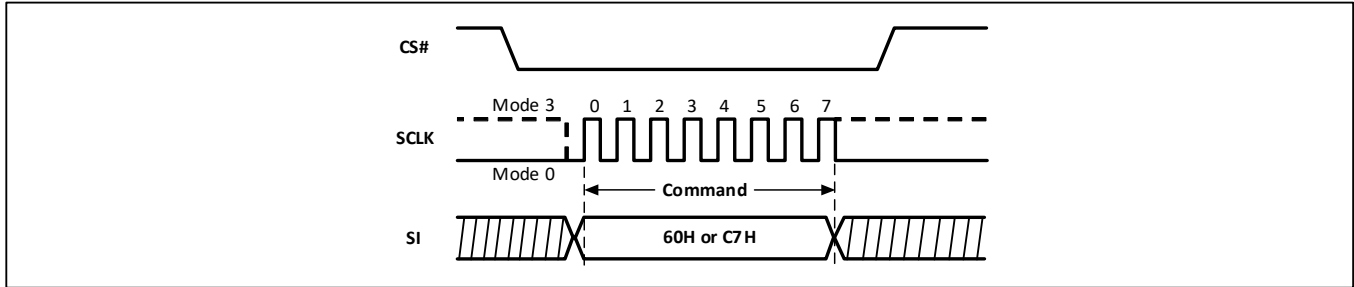 CS#
Mode 3 0 1 2 3 4 5 6 7
SCLK
Mode 0
Command
SI 60H or C7H